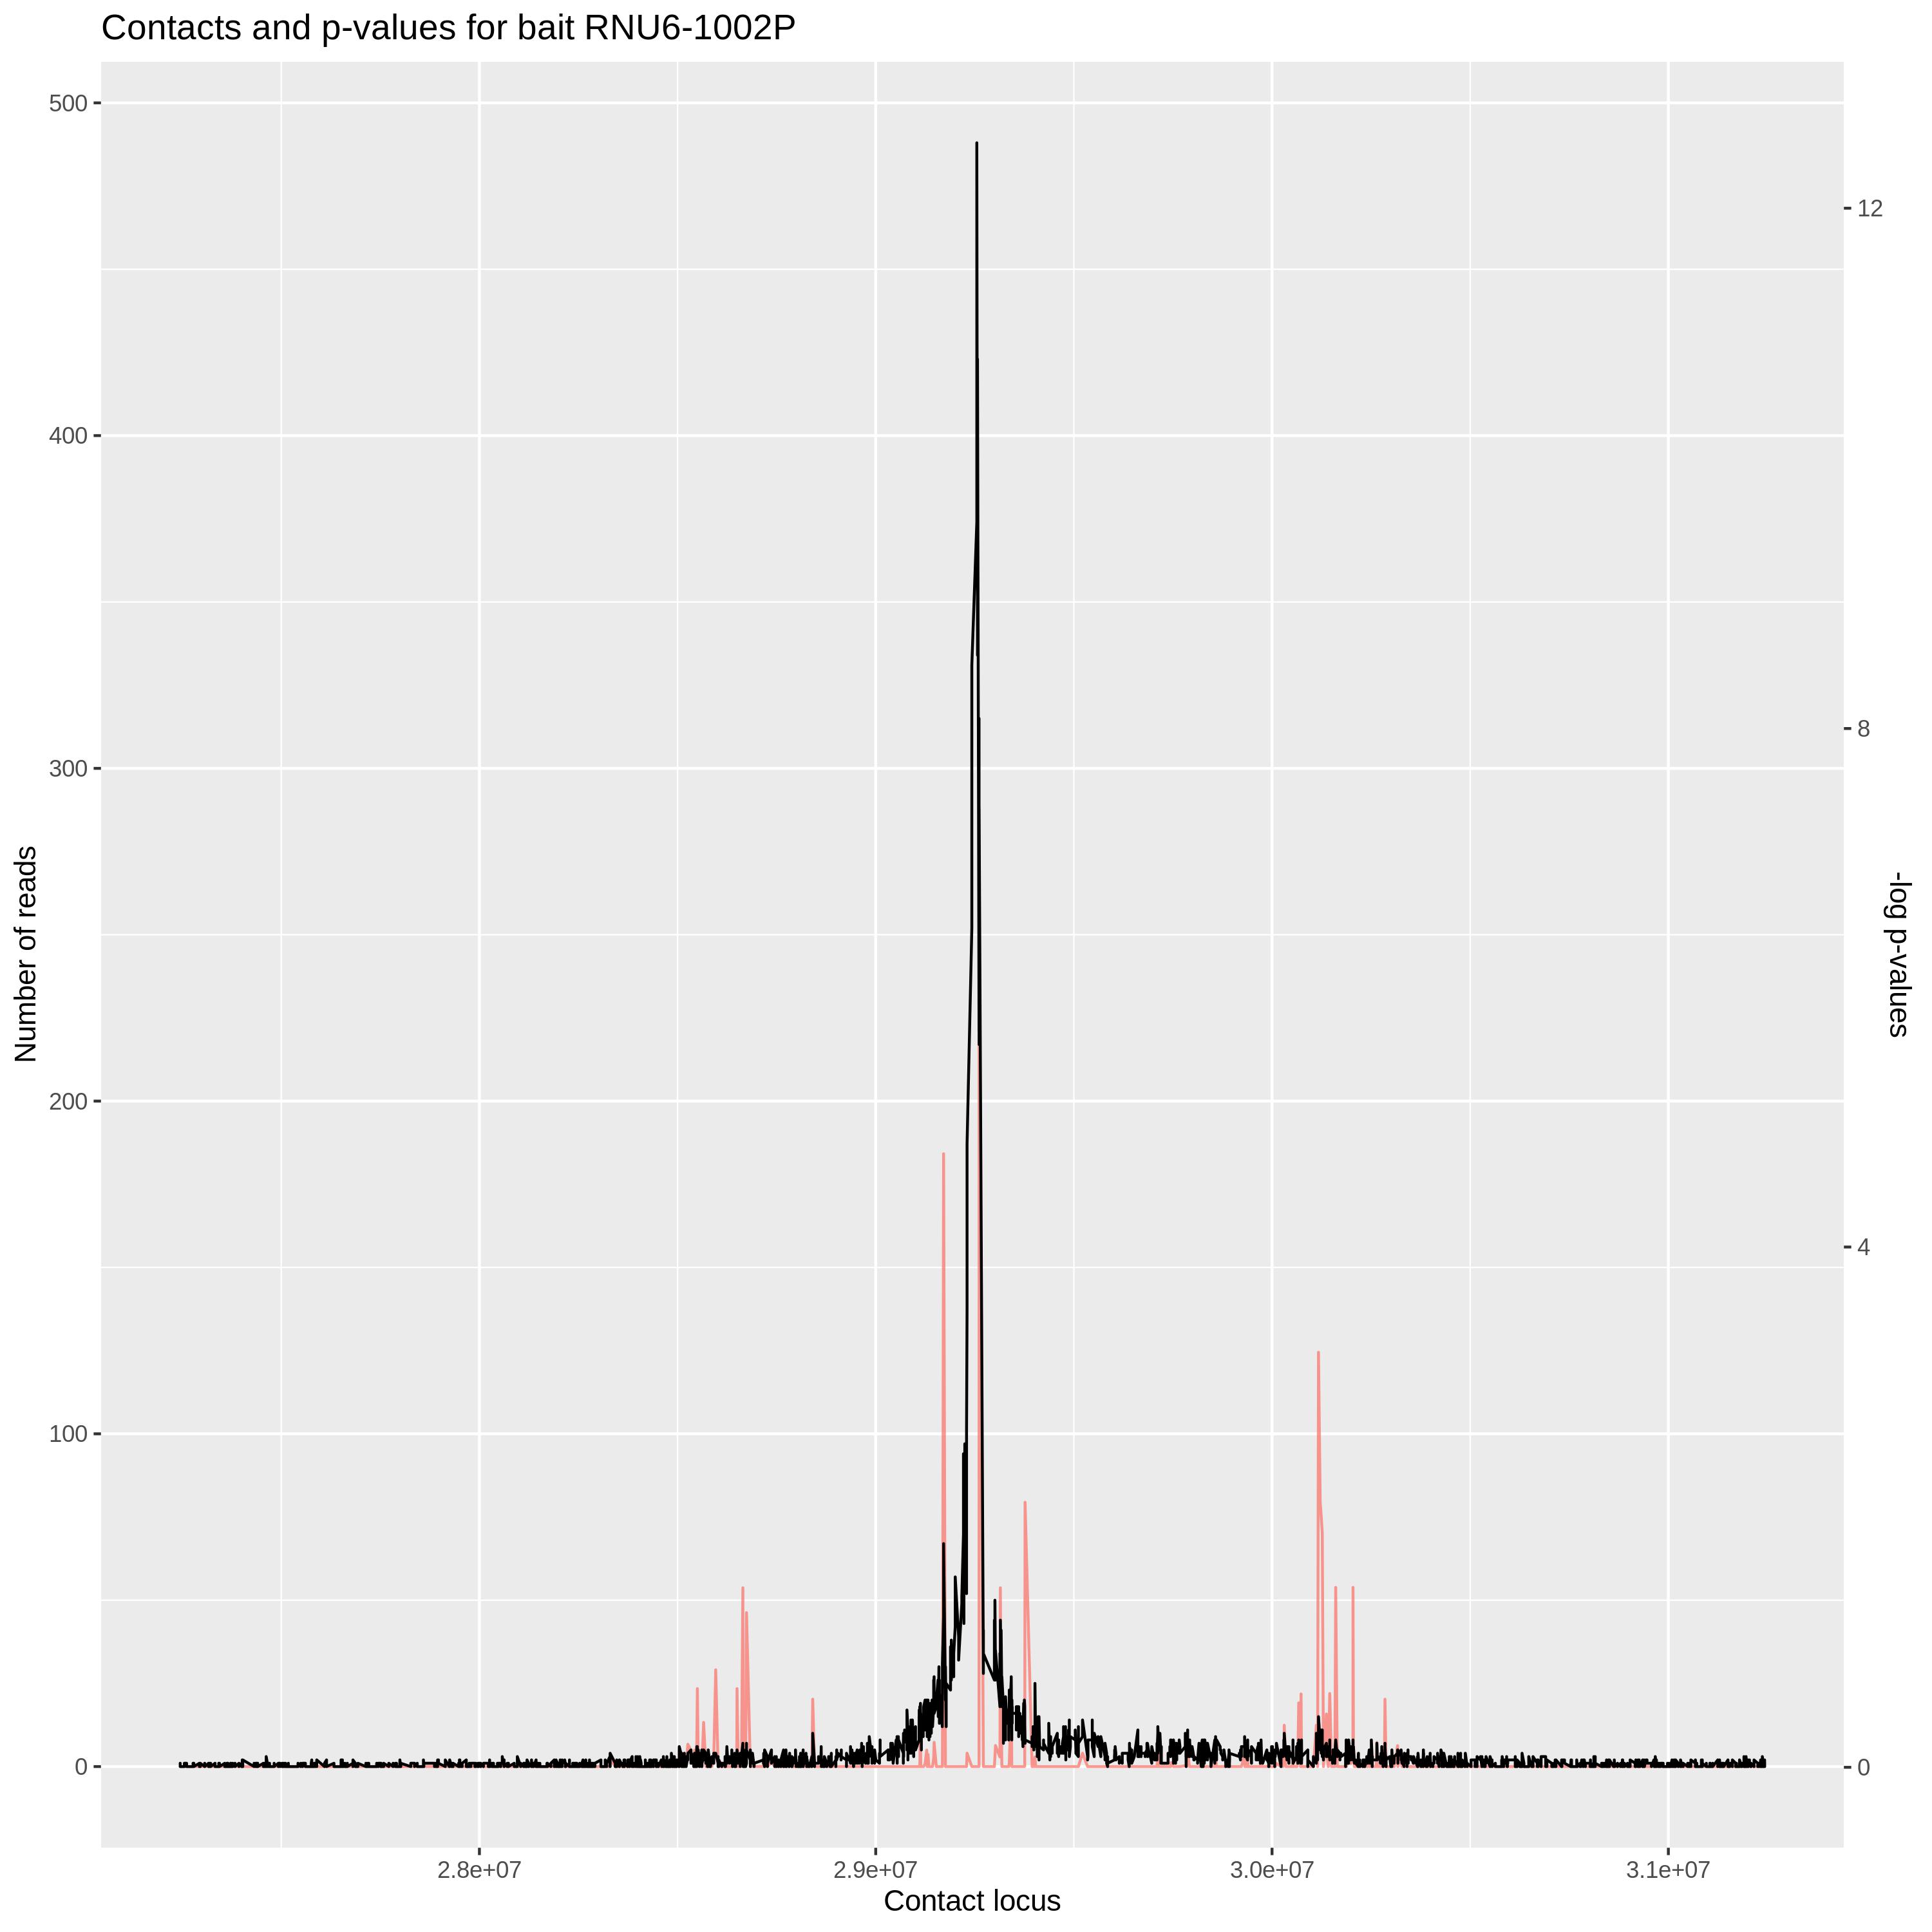 Contacts and p-values for bait RNU6-1002P
500
400
300
200
100
0
Number of reads
12
8
4
0
-log p-values
2.8e+07
2.9e+07
3.0e+07
3.1e+07
Contact locus